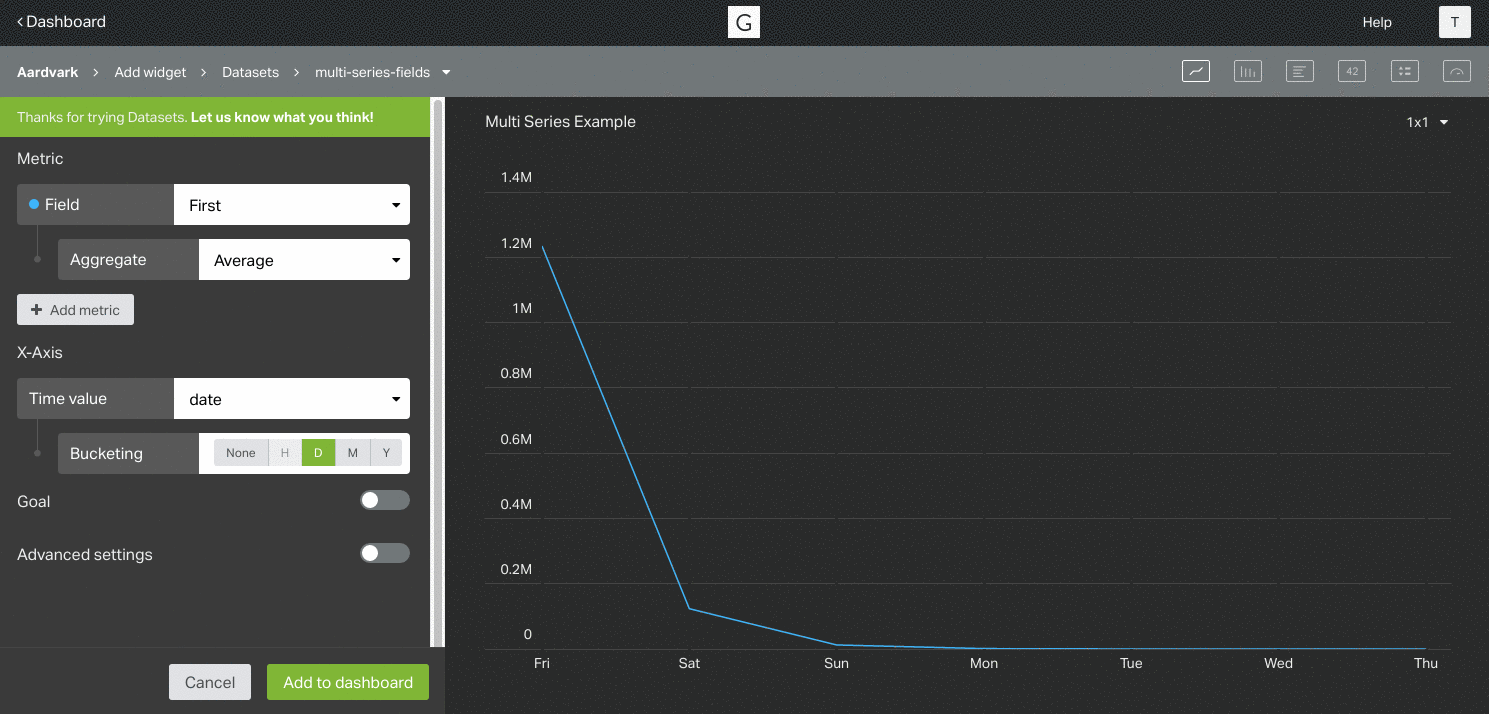 Dashboard
G
Help
T
Aardvark > Add widget > Datasets > multi-series-fields
42
Thanks for trying Datasets. Let us know what you think!
Metric
Field
First
Aggregate
Average
+ Add metric
X-Axis
Time value
date
Bucketing
None H D M Y
Goal
Advanced settings
Cancel
Add to dashboard
Multi Series Example
1x1
1.4M
1.2M
1M
0.8M
0.6M
0.4M
0.2M
0
Fri Sat Sun Mon Tue Wed Thu